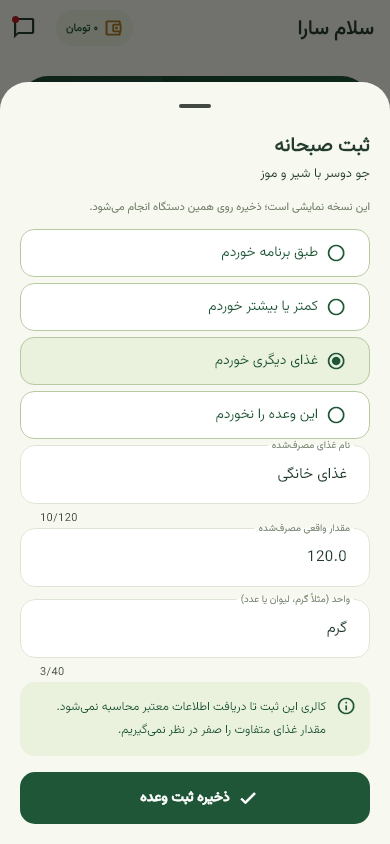 سلام سارا
۰ تومان
ثبت صبحانه
جو دوسر با شیر و موز
این نسخه نمایشی است؛ ذخیره روی همین دستگاه انجام می‌شود.
طبق برنامه خوردم
کمتر یا بیشتر خوردم
غذای دیگری خوردم
این وعده را نخوردم
نام غذای مصرف‌شده
غذای خانگی
10/120
مقدار واقعی مصرف‌شده
120.0
واحد (مثلاً گرم، لیوان یا عدد)
گرم
3/40
کالری این ثبت تا دریافت اطلاعات معتبر محاسبه نمی‌شود.
مقدار غذای متفاوت را صفر در نظر نمی‌گیریم.
ذخیره ثبت وعده